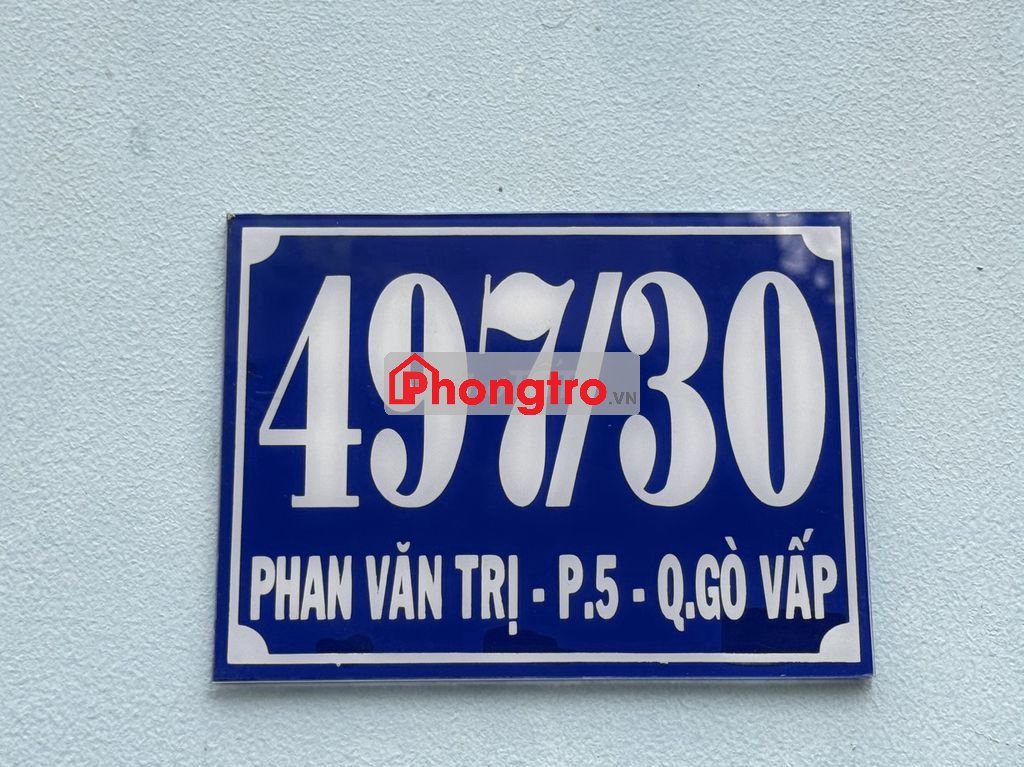 497/30
Phongtro.VN
PHAN VĂN TRỊ - P.5 - Q.GÒ VẤP